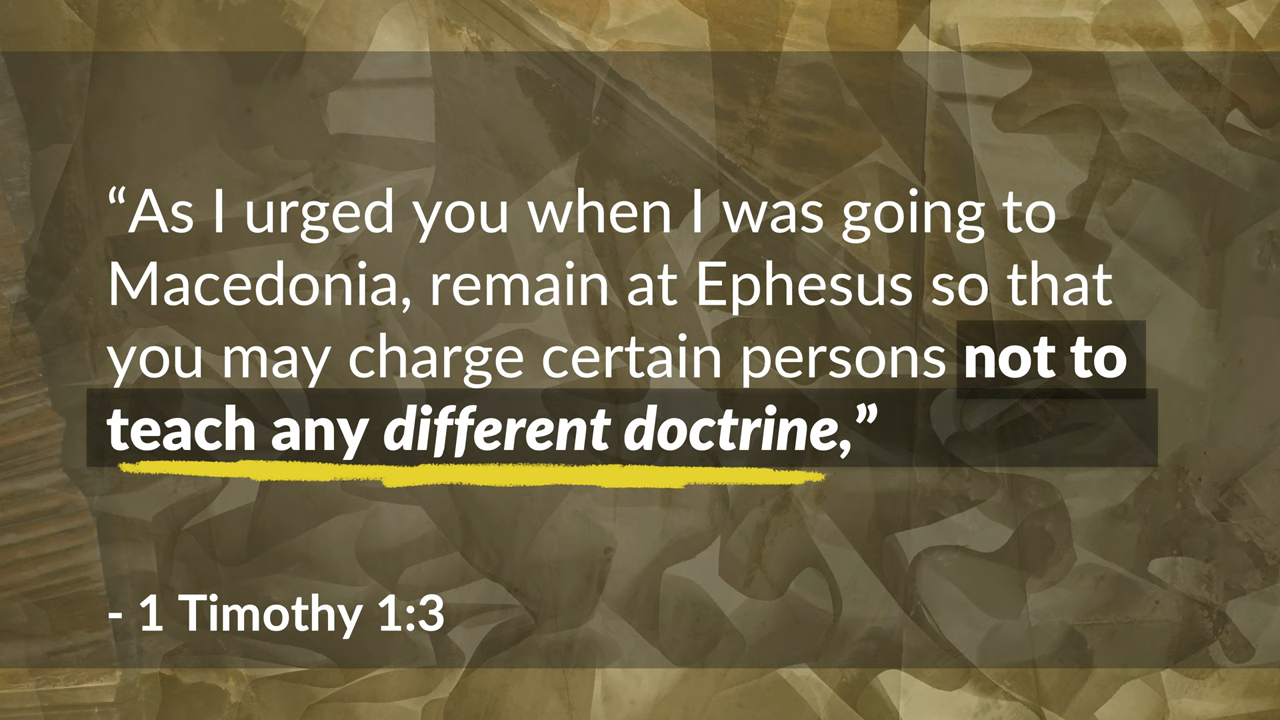 “As I urged you when I was going to
Macedonia, remain at Ephesus so that
you may charge certain persons not to
teach any different doctrine,”
- 1 Timothy 1:3